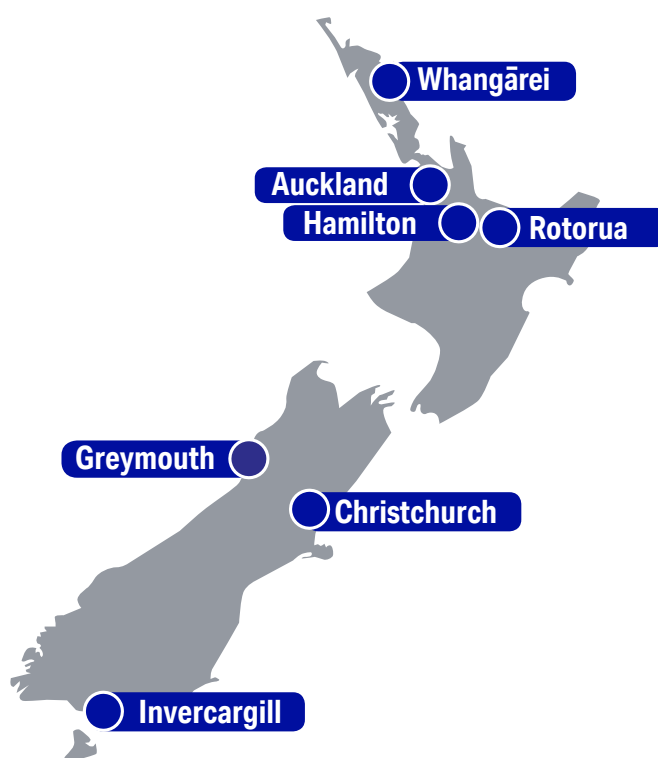 Whangārei
Auckland
Hamilton
Rotorua
Greymouth
Christchurch
Invercargill